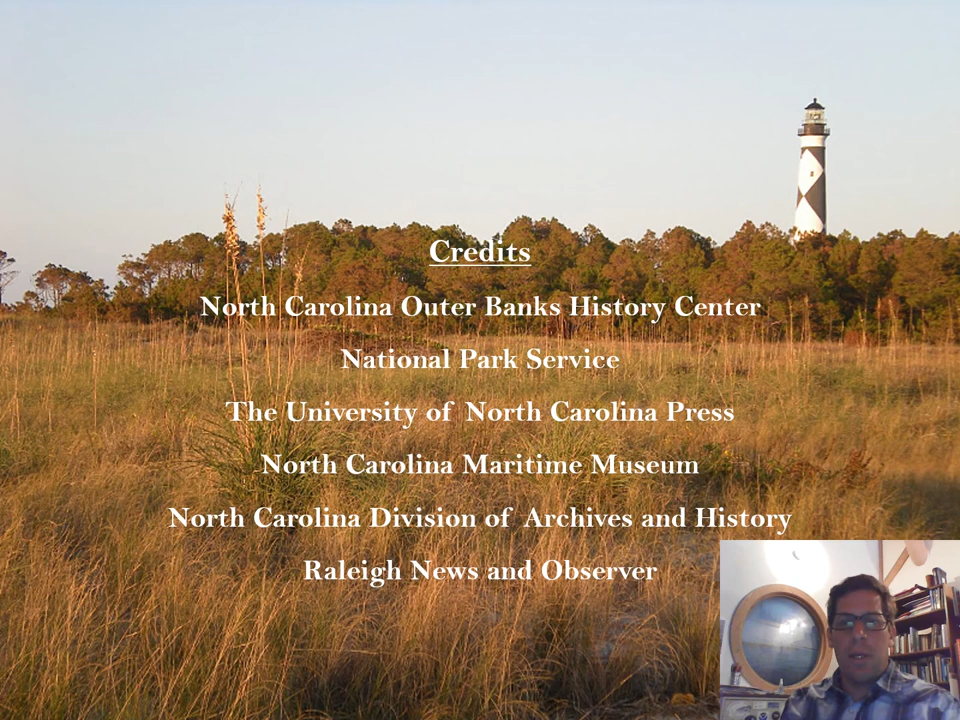 Credits
North Carolina Outer Banks History Center
National Park Service
The University of North Carolina Press
North Carolina Maritime Museum
North Carolina Division of Archives and History
Raleigh News and Observer